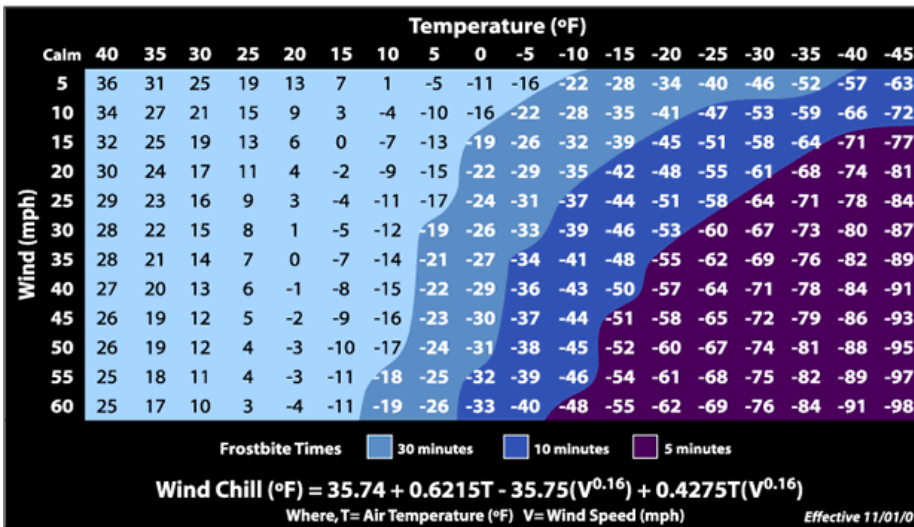 Temperature (ºF)
Calm 40 35 30 25 20 15 10 5 0 -5 -10 -15 -20 -25 -30 -35 -40 -45
5 36 31 25 19 13 7 1 -5 -11 -16 -22 -28 -34 -40 -46 -52 -57 -63
10 34 27 21 15 9 3 -4 -10 -16 -22 -28 -35 -41 -47 -53 -59 -66 -72
15 32 25 19 13 6 0 -7 -13 -19 -26 -32 -39 -45 -51 -58 -64 -71 -77
20 30 24 17 11 4 -2 -9 -15 -22 -29 -35 -42 -48 -55 -61 -68 -74 -81
25 29 23 16 9 3 -4 -11 -17 -24 -31 -37 -44 -51 -58 -64 -71 -78 -84
30 28 22 15 8 1 -5 -12 -19 -26 -33 -39 -46 -53 -60 -67 -73 -80 -87
35 28 21 14 7 0 -7 -14 -21 -27 -34 -41 -48 -55 -62 -69 -76 -82 -89
40 27 20 13 6 -1 -8 -15 -22 -29 -36 -43 -50 -57 -64 -71 -78 -84 -91
45 26 19 12 5 -2 -9 -16 -23 -30 -37 -44 -51 -58 -65 -72 -79 -86 -93
50 26 19 12 4 -3 -10 -17 -24 -31 -38 -45 -52 -60 -67 -74 -81 -88 -95
55 25 18 11 4 -3 -11 -18 -25 -32 -39 -46 -54 -61 -68 -75 -82 -89 -97
60 25 17 10 3 -4 -11 -19 -26 -33 -40 -48 -55 -62 -69 -76 -84 -91 -98
Wind (mph)
Frostbite Times 30 minutes 10 minutes 5 minutes
Wind Chill (ºF) = 35.74 + 0.6215T - 35.75(V^0.16) + 0.4275T(V^0.16)
Where, T= Air Temperature (ºF) V= Wind Speed (mph) Effective 11/01/0